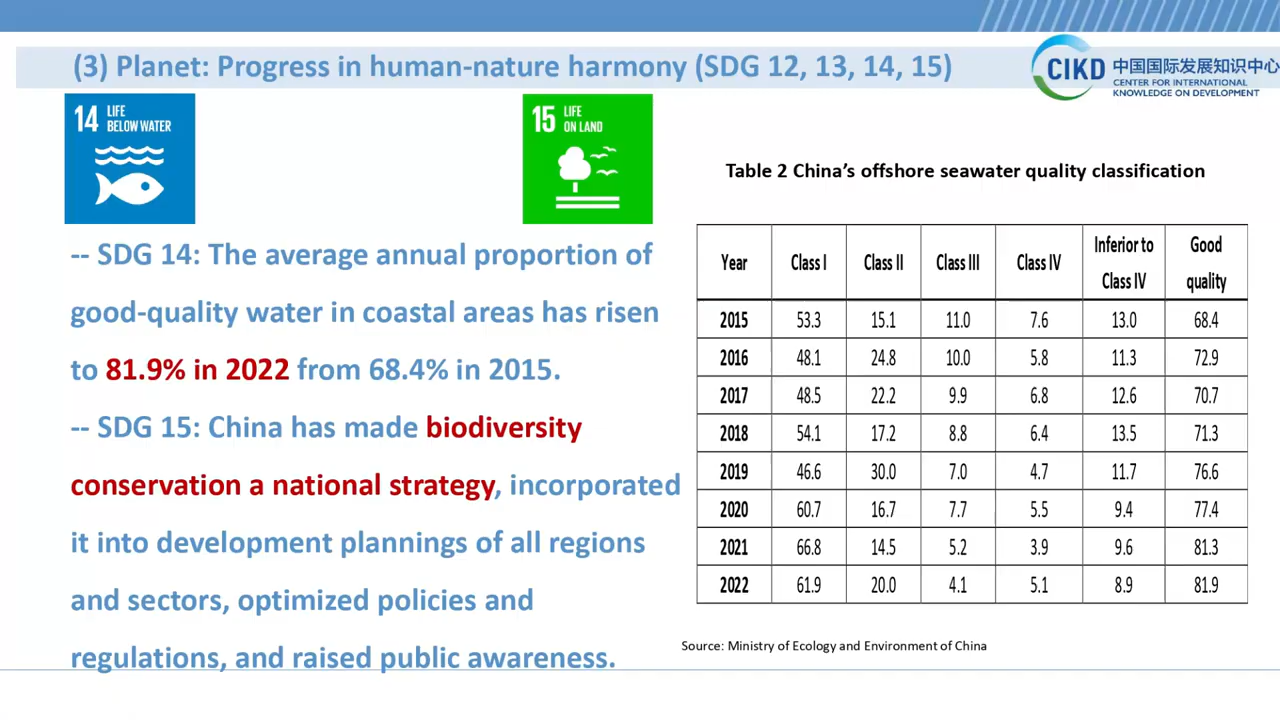 (3) Planet: Progress in human-nature harmony (SDG 12, 13, 14, 15)
CIKD 中国国际发展知识中心
CENTER FOR INTERNATIONAL
KNOWLEDGE ON DEVELOPMENT
14 LIFE
BELOW WATER
15 LIFE
ON LAND
-- SDG 14: The average annual proportion of
good-quality water in coastal areas has risen
to 81.9% in 2022 from 68.4% in 2015.
-- SDG 15: China has made biodiversity
conservation a national strategy, incorporated
it into development plannings of all regions
and sectors, optimized policies and
regulations, and raised public awareness.
Table 2 China’s offshore seawater quality classification
Year Class I Class II Class III Class IV Inferior to Class IV Good quality
2015 53.3 15.1 11.0 7.6 13.0 68.4
2016 48.1 24.8 10.0 5.8 11.3 72.9
2017 48.5 22.2 9.9 6.8 12.6 70.7
2018 54.1 17.2 8.8 6.4 13.5 71.3
2019 46.6 30.0 7.0 4.7 11.7 76.6
2020 60.7 16.7 7.7 5.5 9.4 77.4
2021 66.8 14.5 5.2 3.9 9.6 81.3
2022 61.9 20.0 4.1 5.1 8.9 81.9
Source: Ministry of Ecology and Environment of China